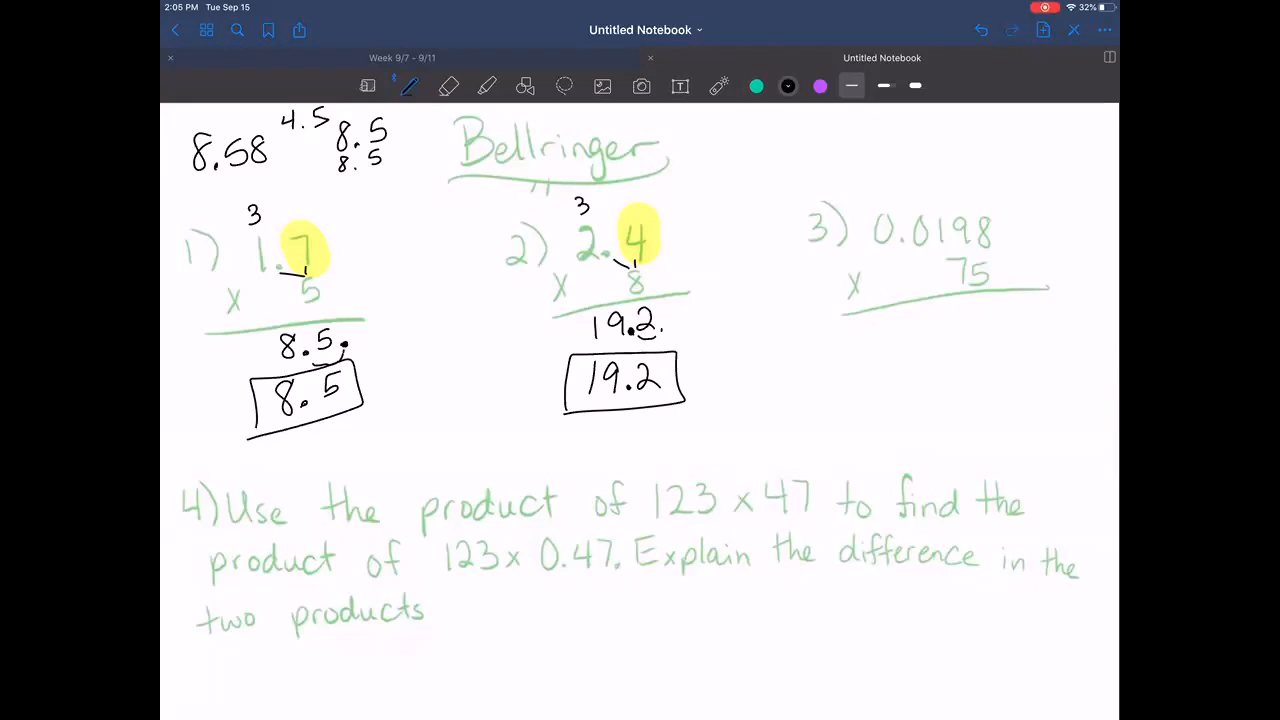 2:05 PM Tue Sep 15
32%
Untitled Notebook
Week 9/7 - 9/11
Untitled Notebook
8.58 4.5 8.5
8.5
Bellringer
3
1) 1.7
x 5
8.5.
8.5
3
2) 2.4
x 8
19.2.
19.2
3) 0.0198
x 75
4) Use the product of 123 x 47 to find the
product of 123 x 0.47. Explain the difference in the
two products